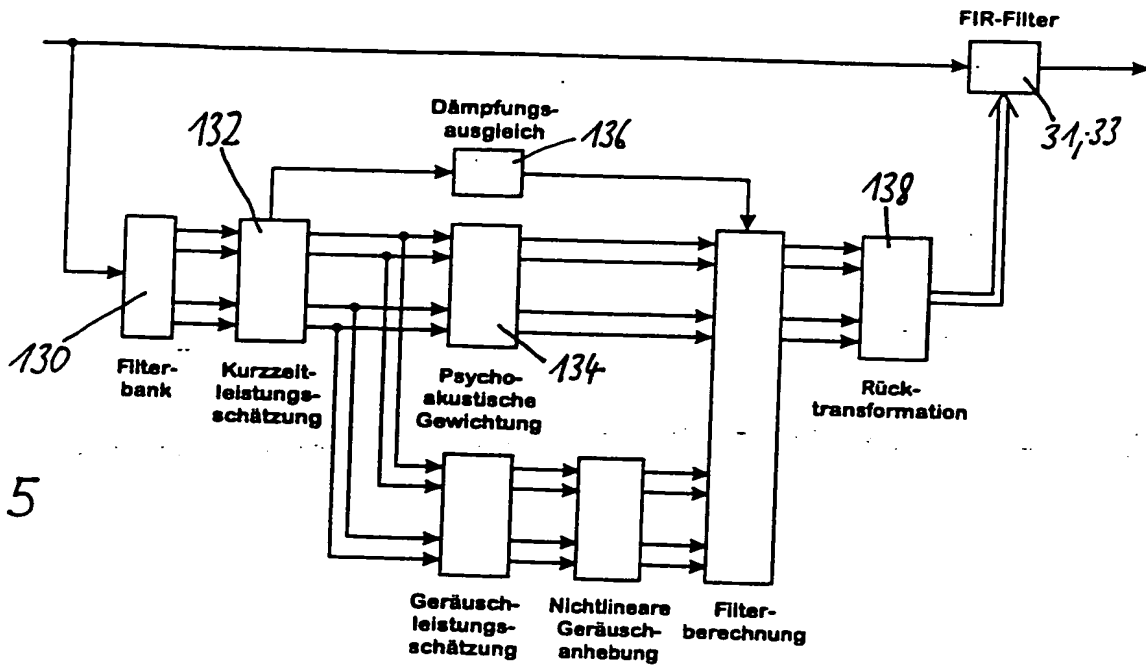 FIR-Filter
31, 33
Dämpfungs-
ausgleich
136
132
138
130
Filter-
bank
Kurzzeit-
leistungs-
schätzung
134
Psycho-
akustische
Gewichtung
Rück-
transformation
5
Geräusch-
leistungs-
schätzung
Nichtlineare
Geräusch-
anhebung
Filter-
berechnung